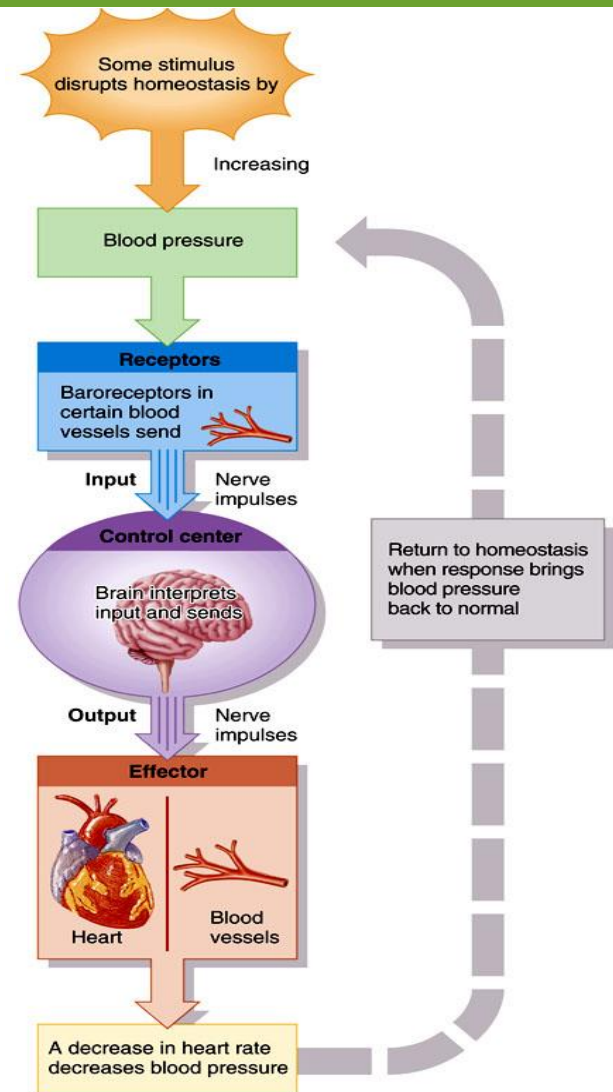 Some stimulus
disrupts homeostasis by
Increasing
Blood pressure
Receptors
Baroreceptors in
certain blood
vessels send
Input
Nerve
impulses
Control center
Brain interprets
input and sends
Output
Nerve
impulses
Effector
Heart
Blood
vessels
A decrease in heart rate
decreases blood pressure
Return to homeostasis
when response brings
blood pressure
back to normal